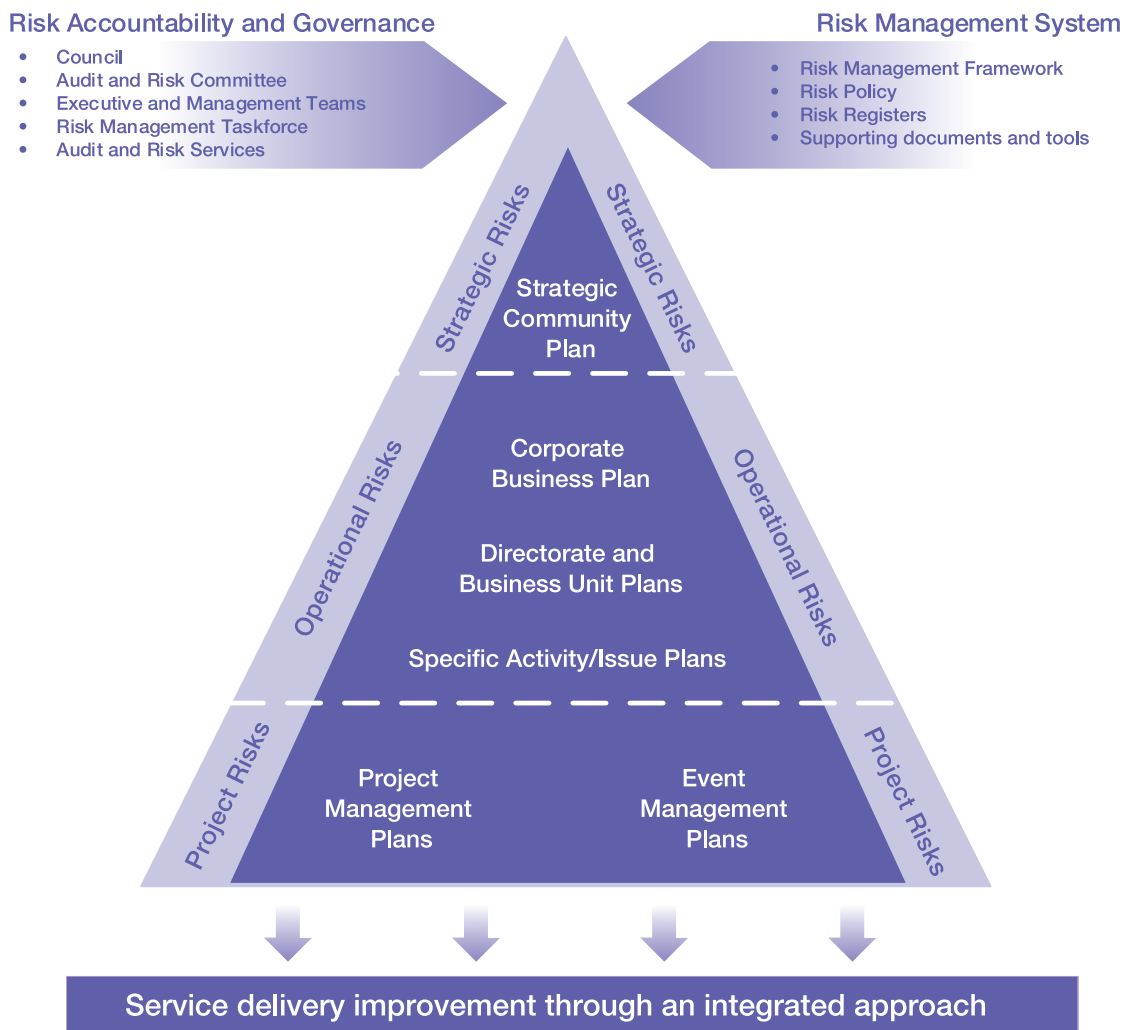 Risk Accountability and Governance
• Council
• Audit and Risk Committee
• Executive and Management Teams
• Risk Management Taskforce
• Audit and Risk Services
Risk Management System
• Risk Management Framework
• Risk Policy
• Risk Registers
• Supporting documents and tools
Strategic Risks
Strategic Risks
Strategic
Community
Plan
Operational Risks
Operational Risks
Corporate
Business Plan
Directorate and
Business Unit Plans
Specific Activity/Issue Plans
Project Risks
Project Risks
Project
Management
Plans
Event
Management
Plans
Service delivery improvement through an integrated approach